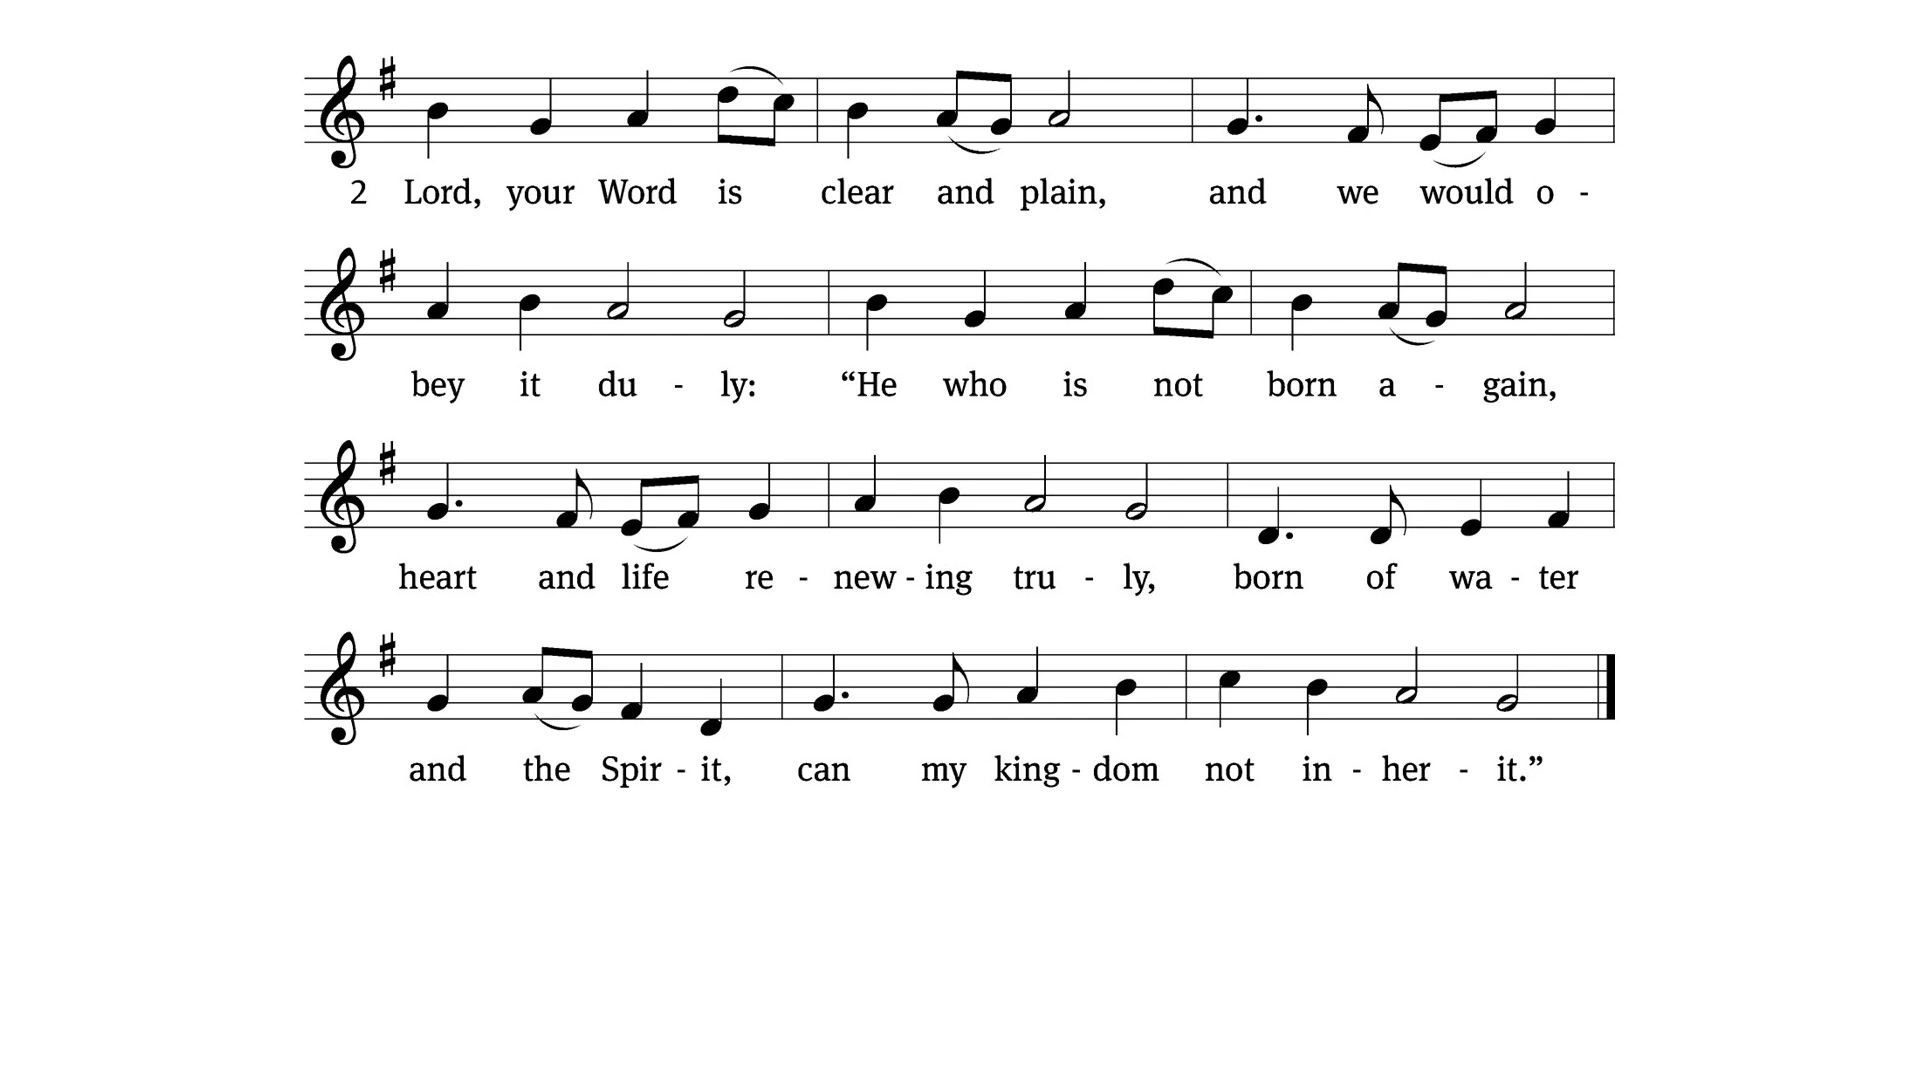 2 Lord, your Word is clear and plain, and we would o -
bey it du - ly: “He who is not born a - gain,
heart and life re - new - ing tru - ly, born of wa - ter
and the Spir - it, can my king - dom not in - her - it.”